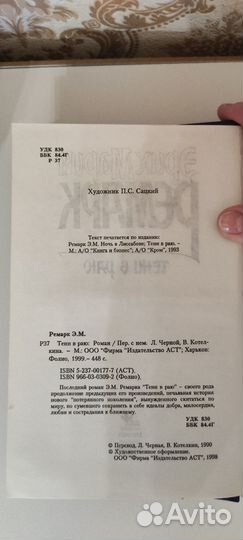 УДК 830
ББК 84.4Г
Р 37
Художник П.С. Сацкий
Текст печатается по изданию:
Ремарк Э.М. Ночь в Лиссабоне; Тени в раю. –
М.: А/О "Книга и бизнес"; А/О "Кром", 1993
Ремарк Э.М.
Р37 Тени в раю: Роман / Пер. с нем. Л. Черной, В. Котел-
кина. – М.: ООО "Фирма "Издательство АСТ"; Харьков:
Фолио, 1999.– 448 с.
ISBN 5-237-00177-7 (АСТ).
ISBN 966-03-0309-2 (Фолио).
Последний роман Э.М. Ремарка "Тени в раю" – своего рода
продолжение предыдущих его произведений, печальная история
нового "потерянного поколения", вынужденного скитаться по
миру, но сумевшего сохранить в себе идеалы добра, милосердия,
любви и сострадания к ближнему.
УДК 830
ББК 84.4Г
© Перевод. Л. Черная, В. Котелкин, 1990
© Художественное оформление.
ООО "Фирма "Издательство АСТ", 1998
Avito